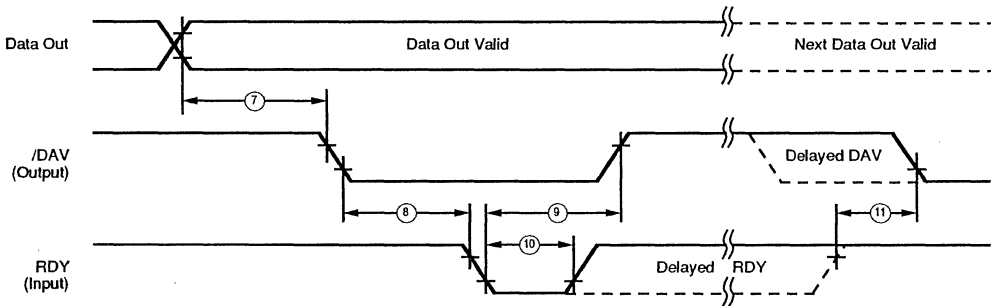 Data Out
Data Out Valid
Next Data Out Valid
7
/DAV
(Output)
Delayed DAV
8
9
11
10
RDY
(Input)
Delayed RDY